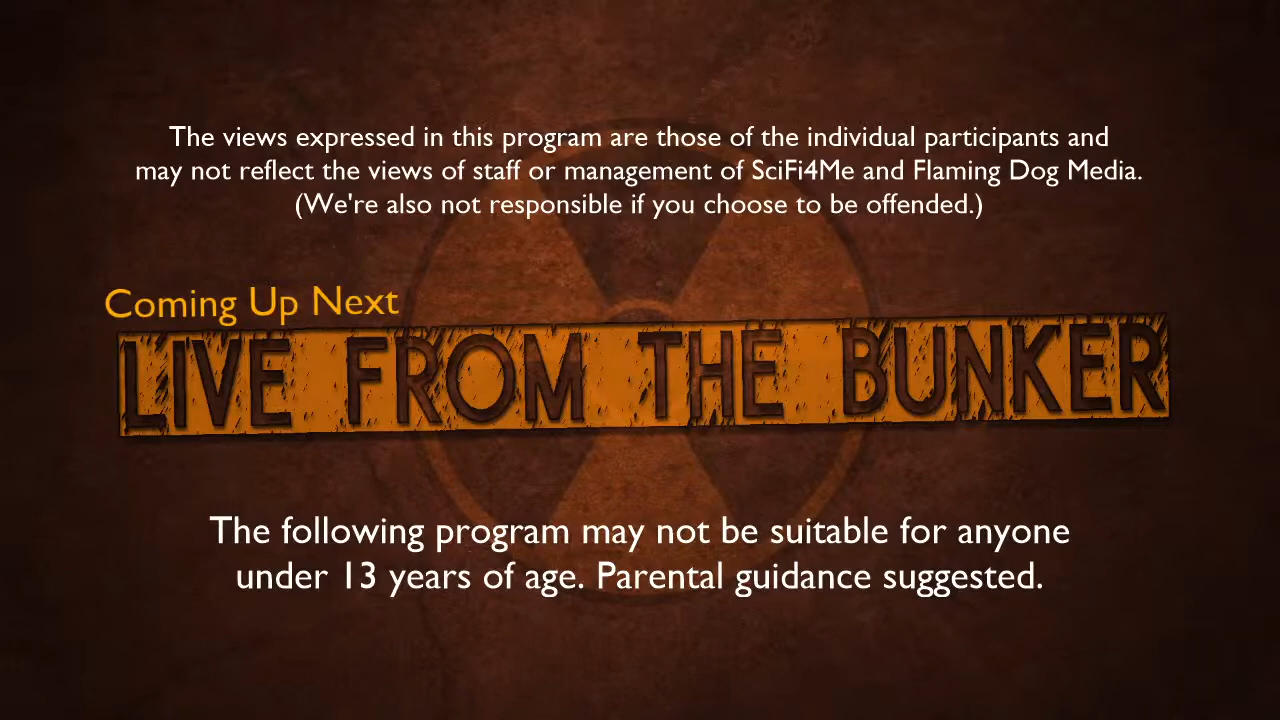 The views expressed in this program are those of the individual participants and
may not reflect the views of staff or management of SciFi4Me and Flaming Dog Media.
(We're also not responsible if you choose to be offended.)
Coming Up Next
LIVE FROM THE BUNKER
The following program may not be suitable for anyone
under 13 years of age. Parental guidance suggested.